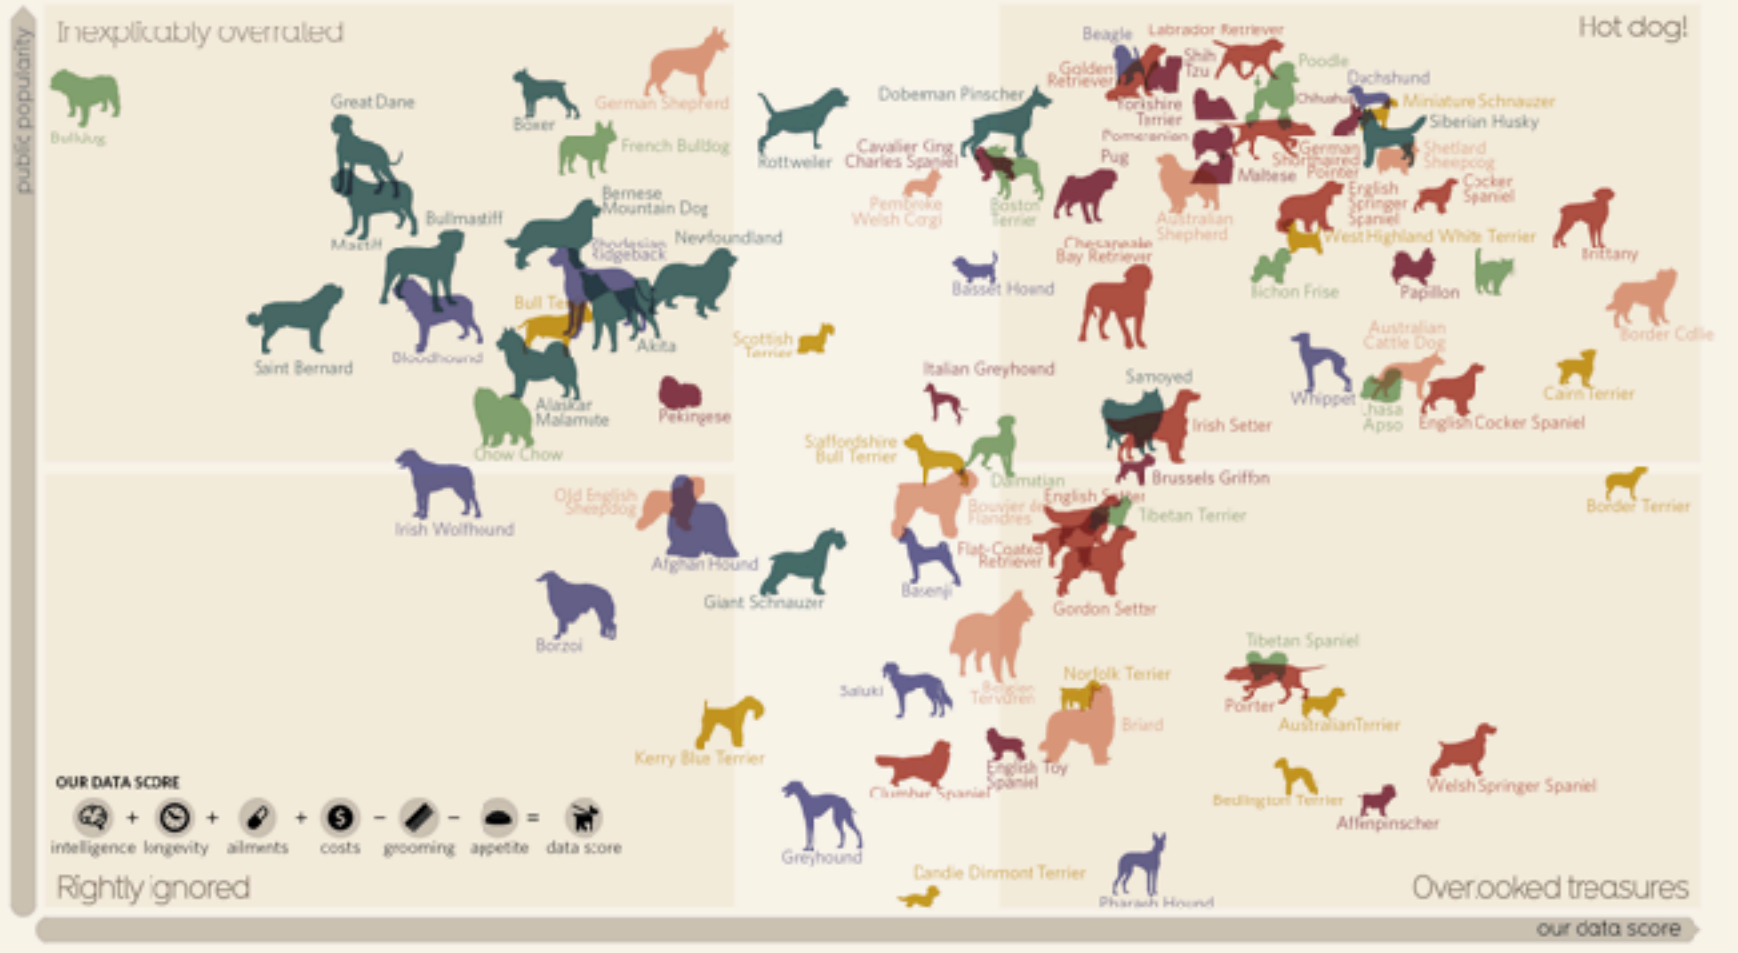 Inexplicably overrated
Hot dog!
public popularity
Bulldog
Great Dane
Boxer
German Shepferd
French Bulldog
Mastiff
Bullmastiff
Bernese
Mountain Dog
Rhodesian
Ridgeback
Newfoundland
Saint Bernard
Bloodhound
Bull Te
Akita
Alaskar
Malamute
Pekingese
Chow Chow
Rottweiler
Doberman Pinscher
Cavalier King
Charles Spaniel
Pembroke
Welsh Corgi
Boston
Terrier
Basset Hound
Scottish
Terrier
Italian Greyhound
Staffordshire
Bull Terrier
Dalmatian
Beagle
Labrador Retriever
Golden
Retriever
Shih
Tzu
Poodle
Yorkshire
Terrier
Chihuahua
Dachshund
Miniature Schnauzer
Siberian Husky
Pomeranian
Pug
Maltese
German
Shorthaired
Pointer
Shetland
Sheepdog
Australian
Shepherd
English
Springer
Spaniel
Cocker
Spaniel
West Highland White Terrier
Brittany
Chesapeake
Bay Retriever
Bichon Frise
Papillon
Border Collie
Australian
Cattle Dog
Whippet
Lhasa
Apso
English Cocker Spaniel
Cairn Terrier
Samoyed
Irish Setter
Brussels Griffon
Irish Wolfhound
Old English
Sheepdog
Afghan Hound
Borzoi
Giant Schnauzer
Kerry Blue Terrier
Bouvier des
Flandres
Basenji
English Setter
Tibetan Terrier
Flat-Coated
Retriever
Gordon Setter
Border Terrier
Saluki
Belgian
Tervuren
Norfolk Terrier
Briard
Clumber Spaniel
English Toy
Spaniel
Greyhound
Dandie Dinmont Terrier
Pharaoh Hound
Tibetan Spaniel
Pointer
Australian Terrier
Welsh Springer Spaniel
Bedlington Terrier
Affenpinscher
OUR DATA SCORE
+ + + $ - - =
intelligence longevity ailments costs grooming appetite data score
Rightly ignored
Overlooked treasures
our data score